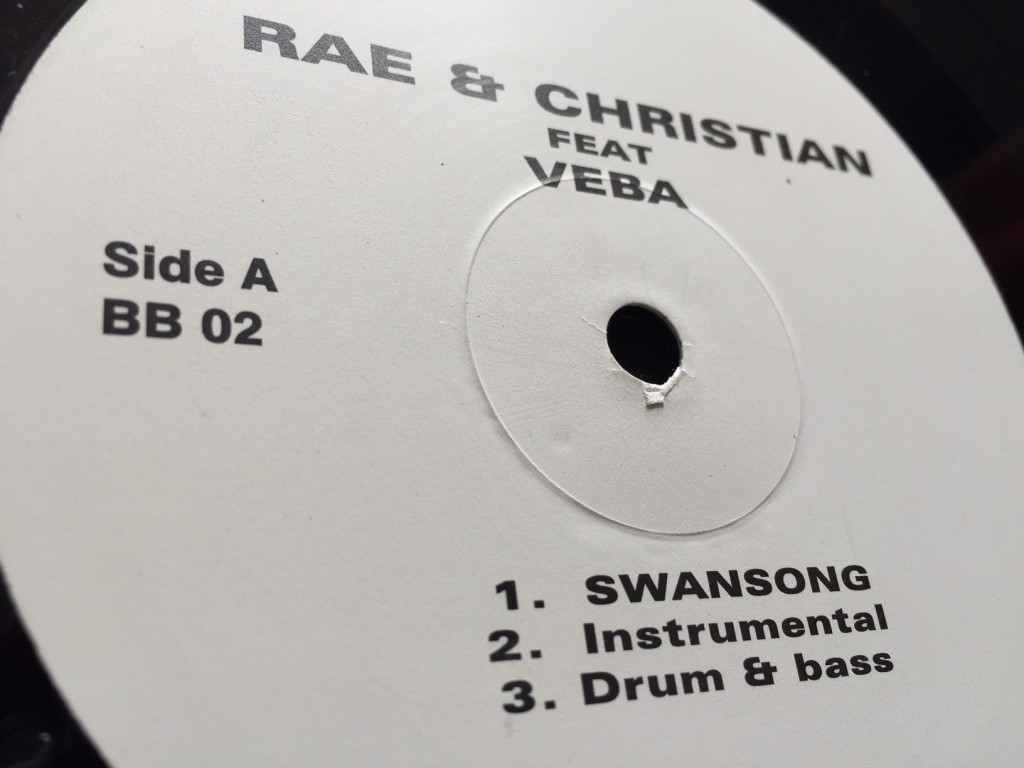 RAE & CHRISTIAN
FEAT
VEBA
Side A
BB 02
1. SWANSONG
2. Instrumental
3. Drum & bass